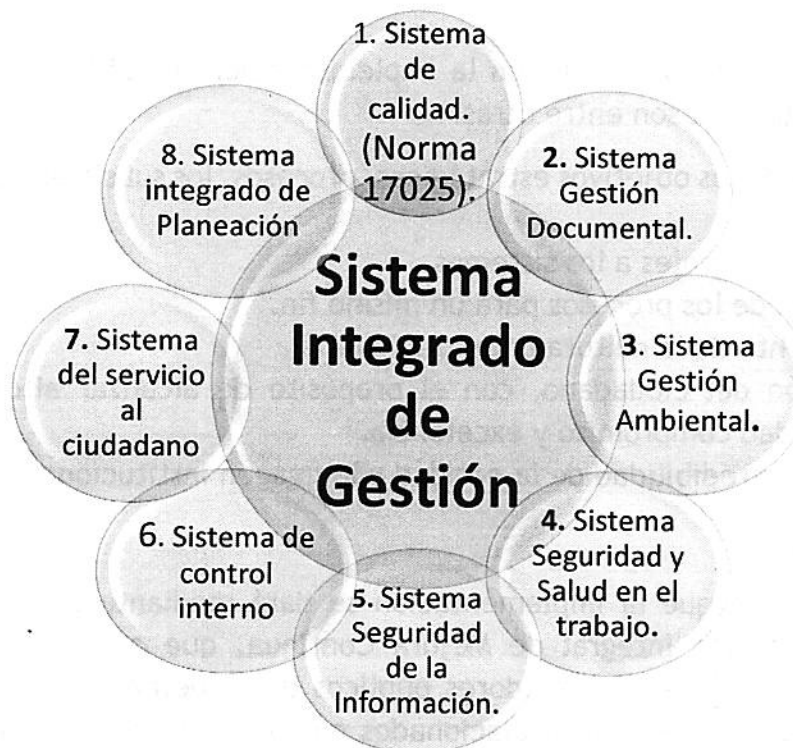 1. Sistema
de
calidad.
(Norma
17025).
2. Sistema
Gestión
Documental.
3. Sistema
Gestión
Ambiental.
4. Sistema
Seguridad y
Salud en el
trabajo.
5. Sistema
Seguridad
de la
Información.
6. Sistema de
control
interno
7. Sistema
del servicio
al
ciudadano
8. Sistema
integrado de
Planeación
Sistema
Integrado
de
Gestión